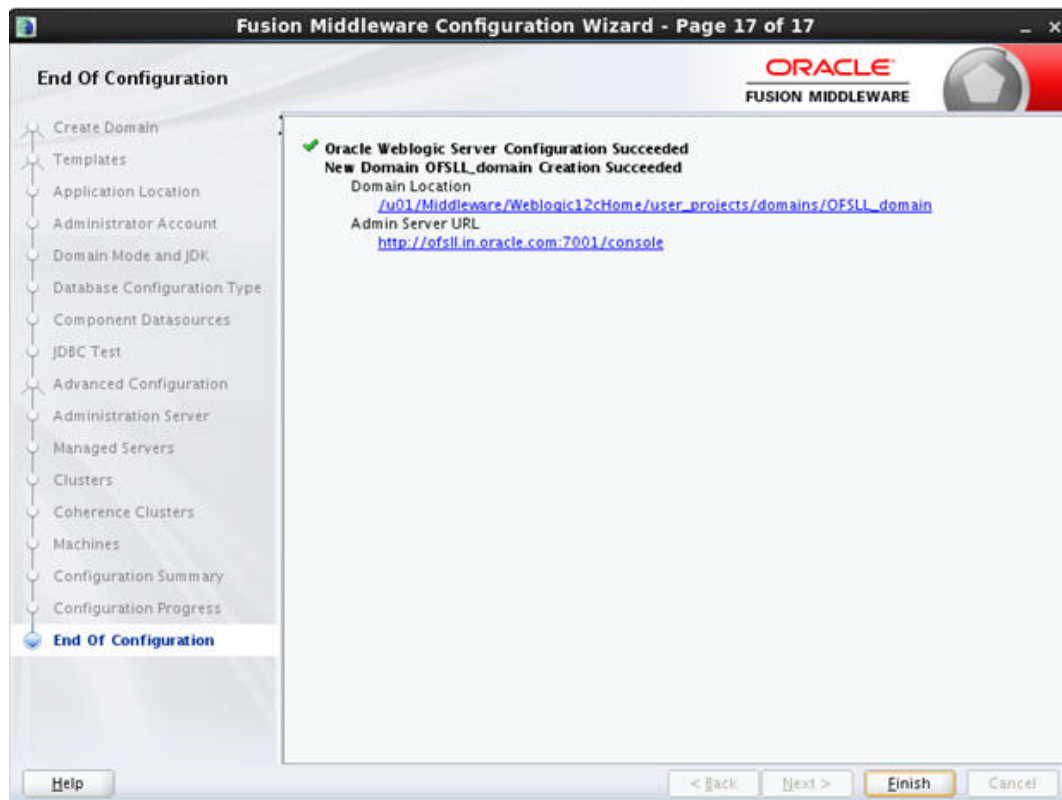 Fusion Middleware Configuration Wizard - Page 17 of 17
End Of Configuration
ORACLE
FUSION MIDDLEWARE
Create Domain
Templates
Application Location
Administrator Account
Domain Mode and JDK
Database Configuration Type
Component Datasources
JDBC Test
Advanced Configuration
Administration Server
Managed Servers
Clusters
Coherence Clusters
Machines
Configuration Summary
Configuration Progress
End Of Configuration
Oracle Weblogic Server Configuration Succeeded
New Domain OFSLL_domain Creation Succeeded
Domain Location
/u01/Middleware/Weblogic12cHome/user_projects/domains/OFSLL_domain
Admin Server URL
http://ofsll.in.oracle.com:7001/console
Help
< Back
Next >
Finish
Cancel